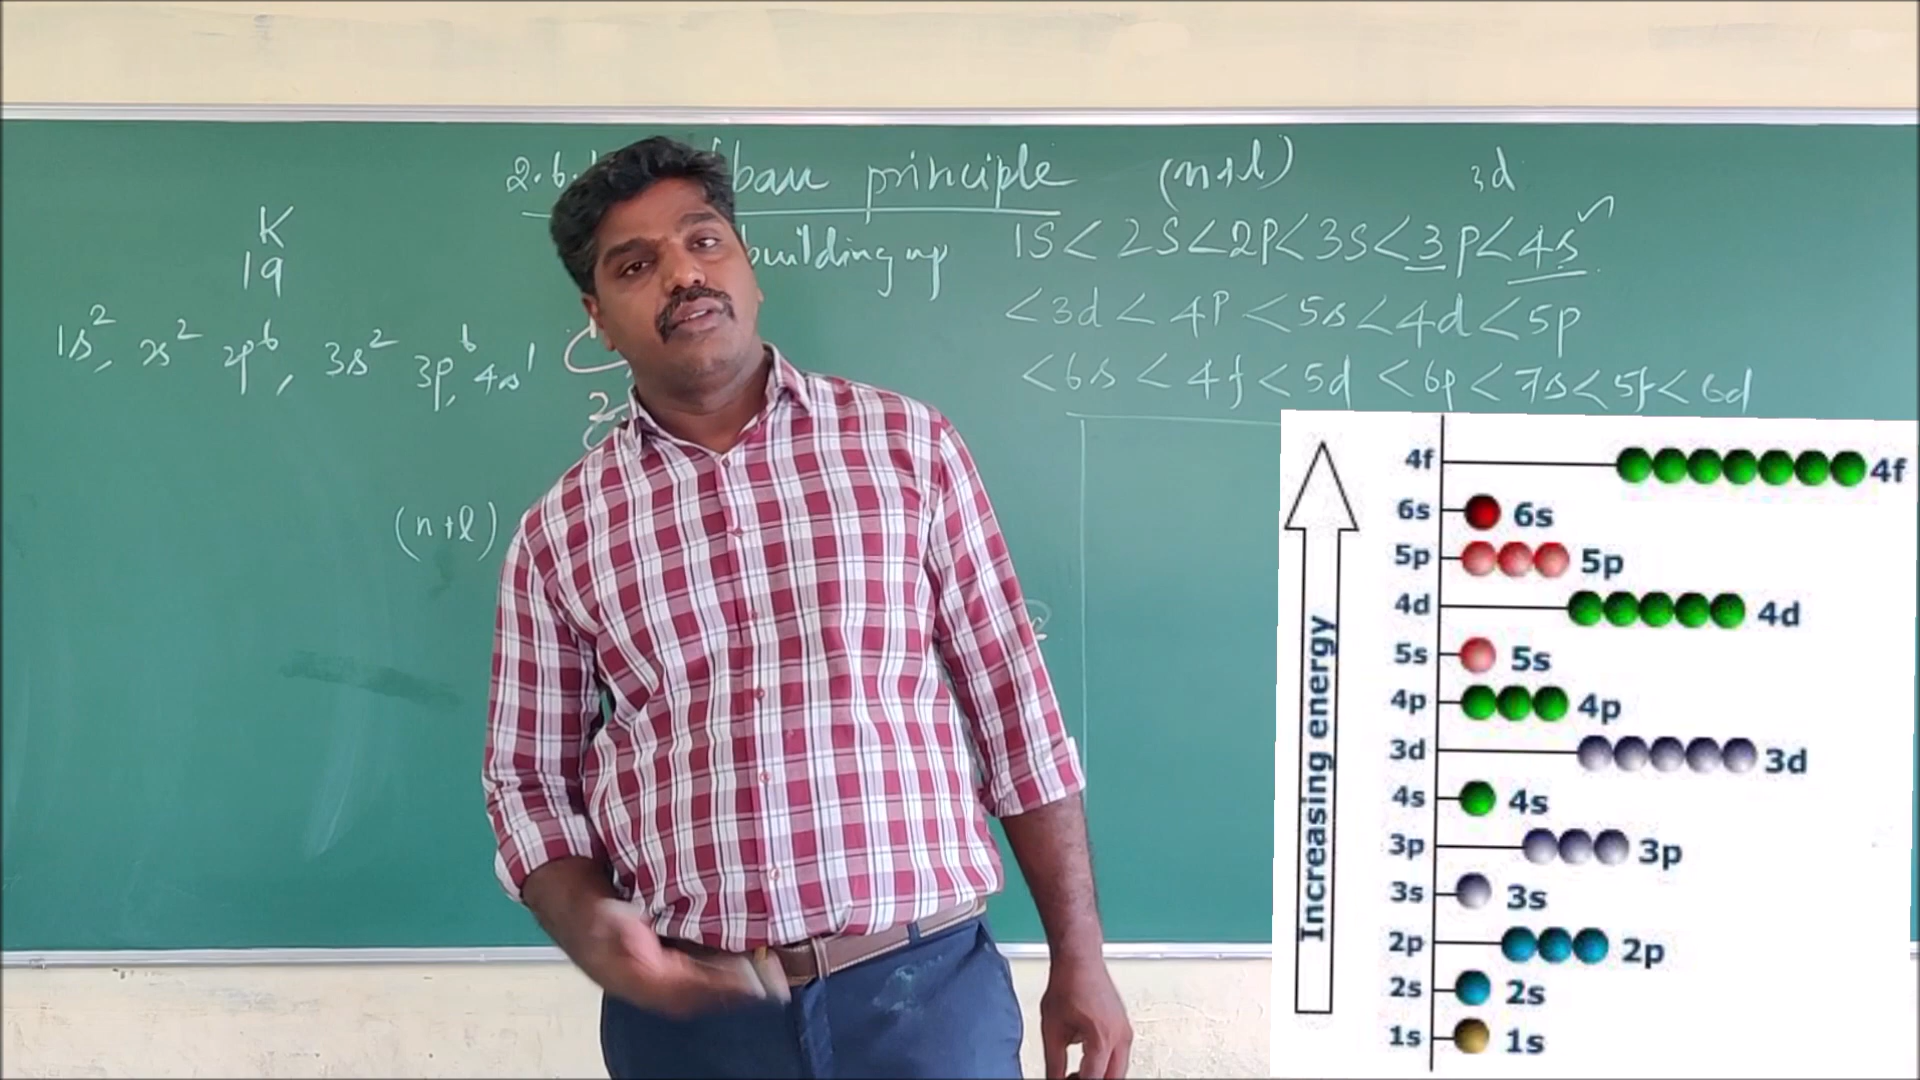 2.6. bau principle (n+l) 3d
K
19
building up 1s < 2s < 2p < 3s < 3p < 4s
< 3d < 4p < 5s < 4d < 5p
< 6s < 4f < 5d < 6p < 7s < 5f < 6d
1s², 2s² 2p⁶, 3s² 3p⁶, 4s¹
2.
(n+l)
Increasing energy
4f 4f
6s 6s
5p 5p
4d 4d
5s 5s
4p 4p
3d 3d
4s 4s
3p 3p
3s 3s
2p 2p
2s 2s
1s 1s